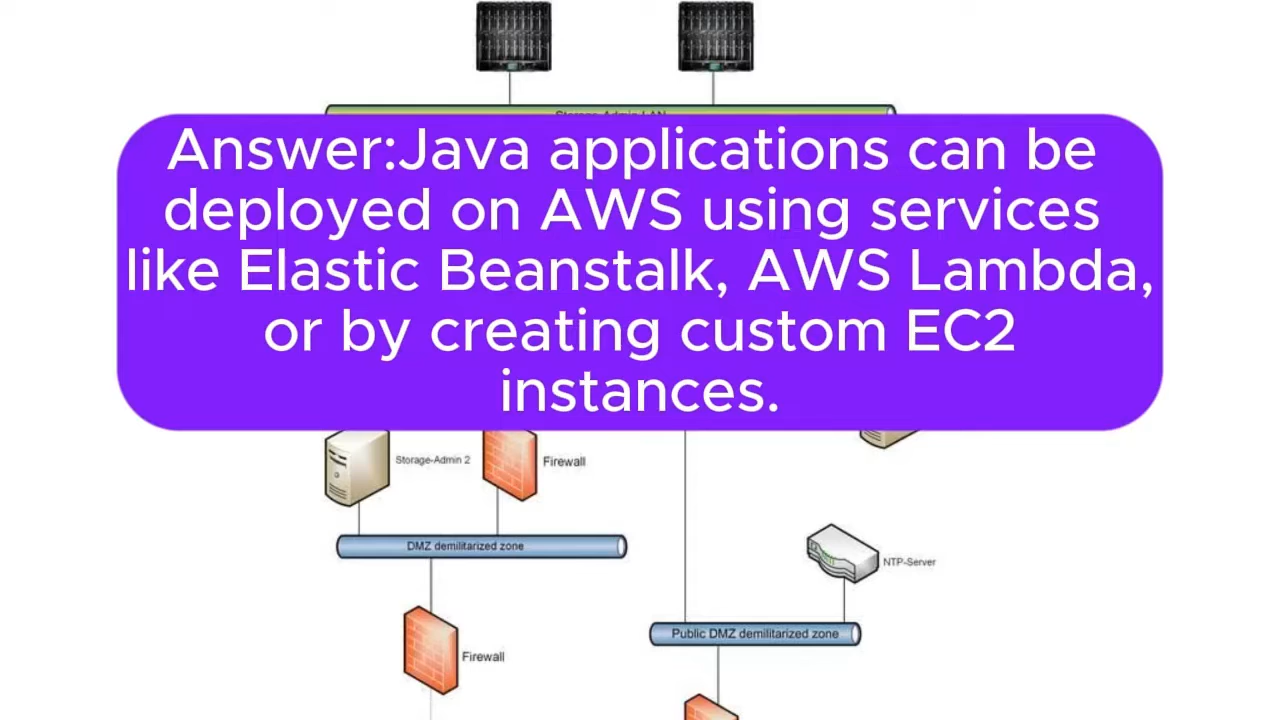 Answer:Java applications can be
deployed on AWS using services
like Elastic Beanstalk, AWS Lambda,
or by creating custom EC2
instances.
Storage-Admin 2
Firewall
DMZ demilitarized zone
NTP-Server
Public DMZ demilitarized zone
Firewall